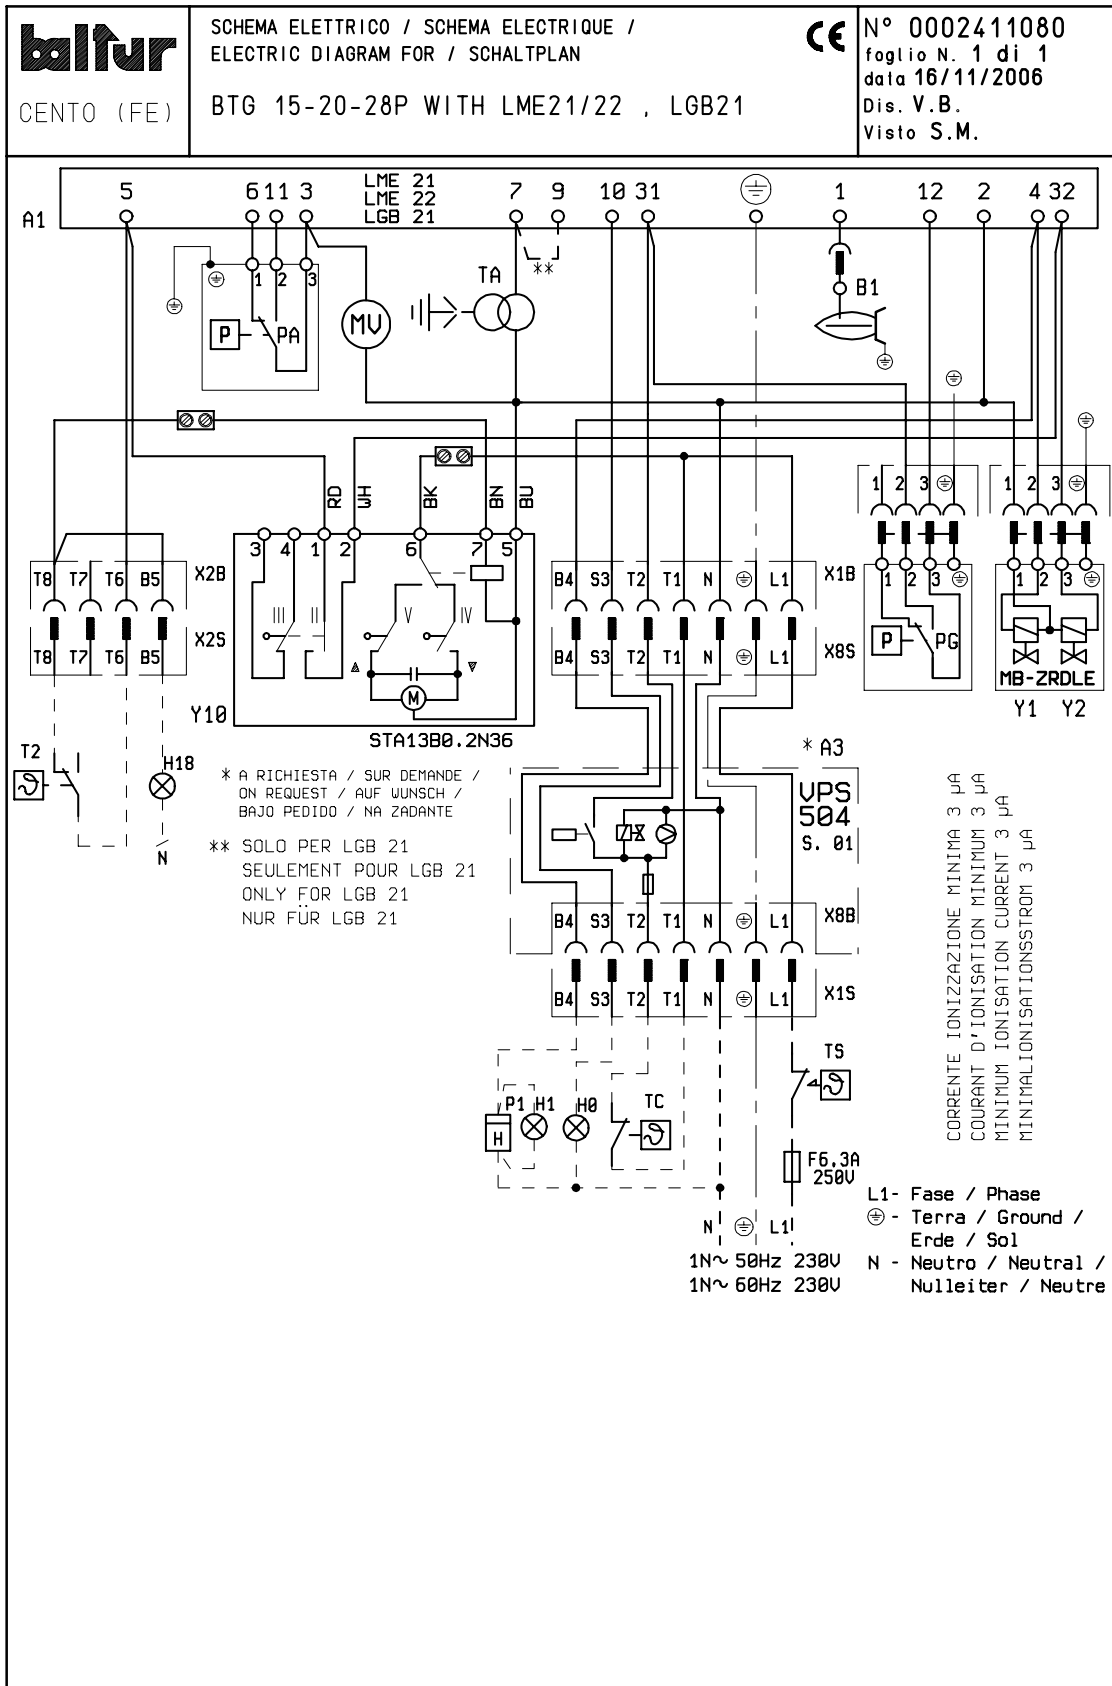 baltur
CENTO (FE)
SCHEMA ELETTRICO / SCHEMA ELECTRIQUE /
ELECTRIC DIAGRAM FOR / SCHALTPLAN
BTG 15-20-28P WITH LME21/22 , LGB21
CE
N° 0002411080
foglio N. 1 di 1
data 16/11/2006
Dis. V.B.
Visto S.M.
A1
5 6 11 3 LME 21 7 9 10 31 1 12 2 4 32
LME 22
LGB 21
1 2 3
P PA
MV
TA
**
B1
RD WH BK BN BU
3 4 1 2 6 7 5
1 2 3
1 2 3
T8 T7 T6 B5 X2B
T8 T7 T6 B5 X2S
III II V IV
M
Y10
STA13B0.2N36
B4 S3 T2 T1 N L1 X1B
B4 S3 T2 T1 N L1 X8S
1 2 3
P PG
1 2 3
MB-ZRDLE
Y1 Y2
T2
H18
N
* A RICHIESTA / SUR DEMANDE /
ON REQUEST / AUF WUNSCH /
BAJO PEDIDO / NA ZADANTE
** SOLO PER LGB 21
SEULEMENT POUR LGB 21
ONLY FOR LGB 21
NUR FÜR LGB 21
* A3
VPS
504
S. 01
B4 S3 T2 T1 N L1 X8B
B4 S3 T2 T1 N L1 X1S
P1 H1 H0 TC
H
TS
F6.3A
250V
N L1
1N~ 50Hz 230V
1N~ 60Hz 230V
CORRENTE IONIZZAZIONE MINIMA 3 µA
COURANT D'IONISATION MINIMUM 3 µA
MINIMUM IONISATION CURRENT 3 µA
MINIMALIONISATIONSSTROM 3 µA
L1- Fase / Phase
- Terra / Ground /
Erde / Sol
N - Neutro / Neutral /
Nulleiter / Neutre